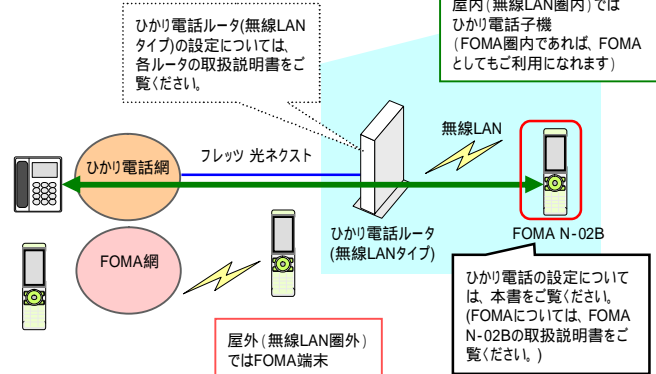 ひかり電話ルータ(無線LAN
タイプ)の設定については、
各ルータの取扱説明書をご
覧ください。
屋内(無線LAN圏内)では
ひかり電話子機
(FOMA圏内であれば、FOMA
としてもご利用になれます)
無線LAN
ひかり電話網
フレッツ 光ネクスト
ひかり電話ルータ
(無線LANタイプ)
FOMA N-02B
FOMA網
ひかり電話の設定について
は、本書をご覧ください。
(FOMAについては、FOMA
N-02Bの取扱説明書をご
覧ください。)
屋外(無線LAN圏外)
ではFOMA端末